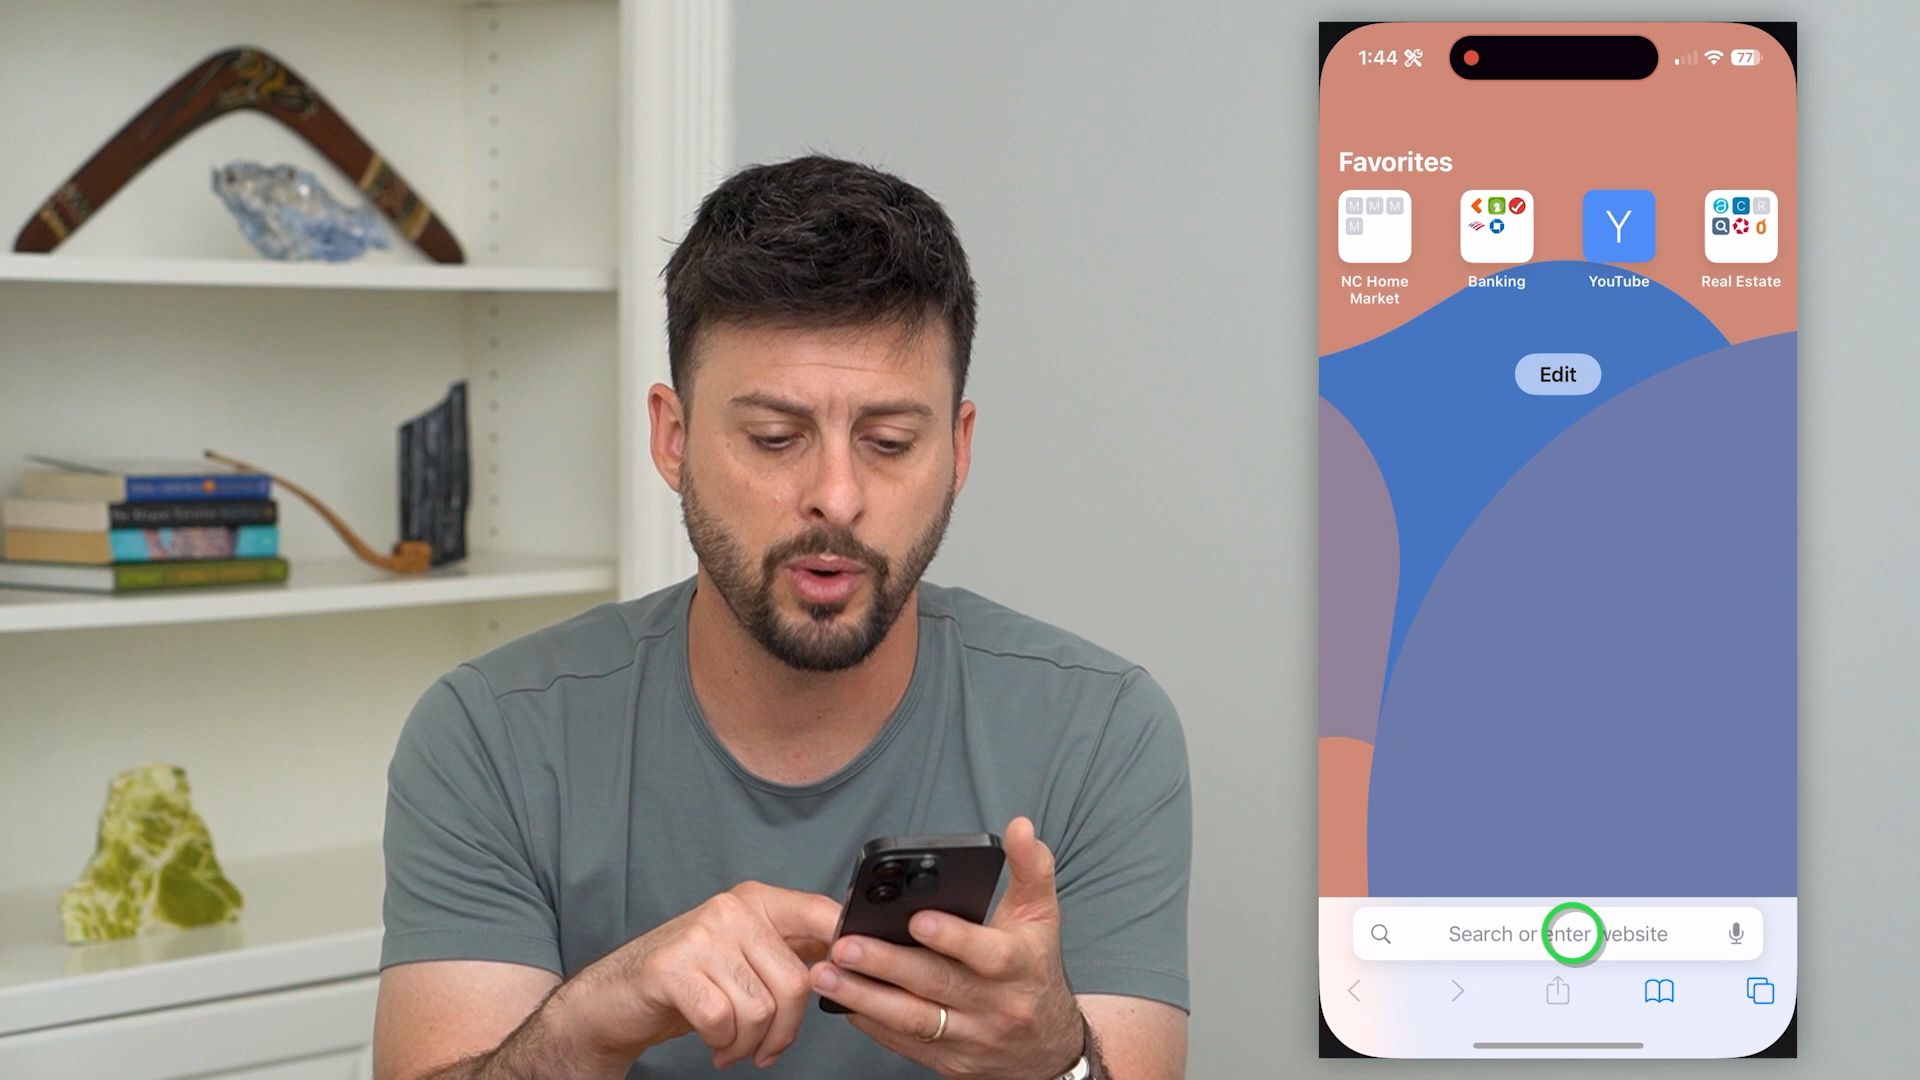 1:44
77
Favorites
M M M
M
C R
Y
NC Home
Market
Banking
YouTube
Real Estate
Edit
Search or enter website